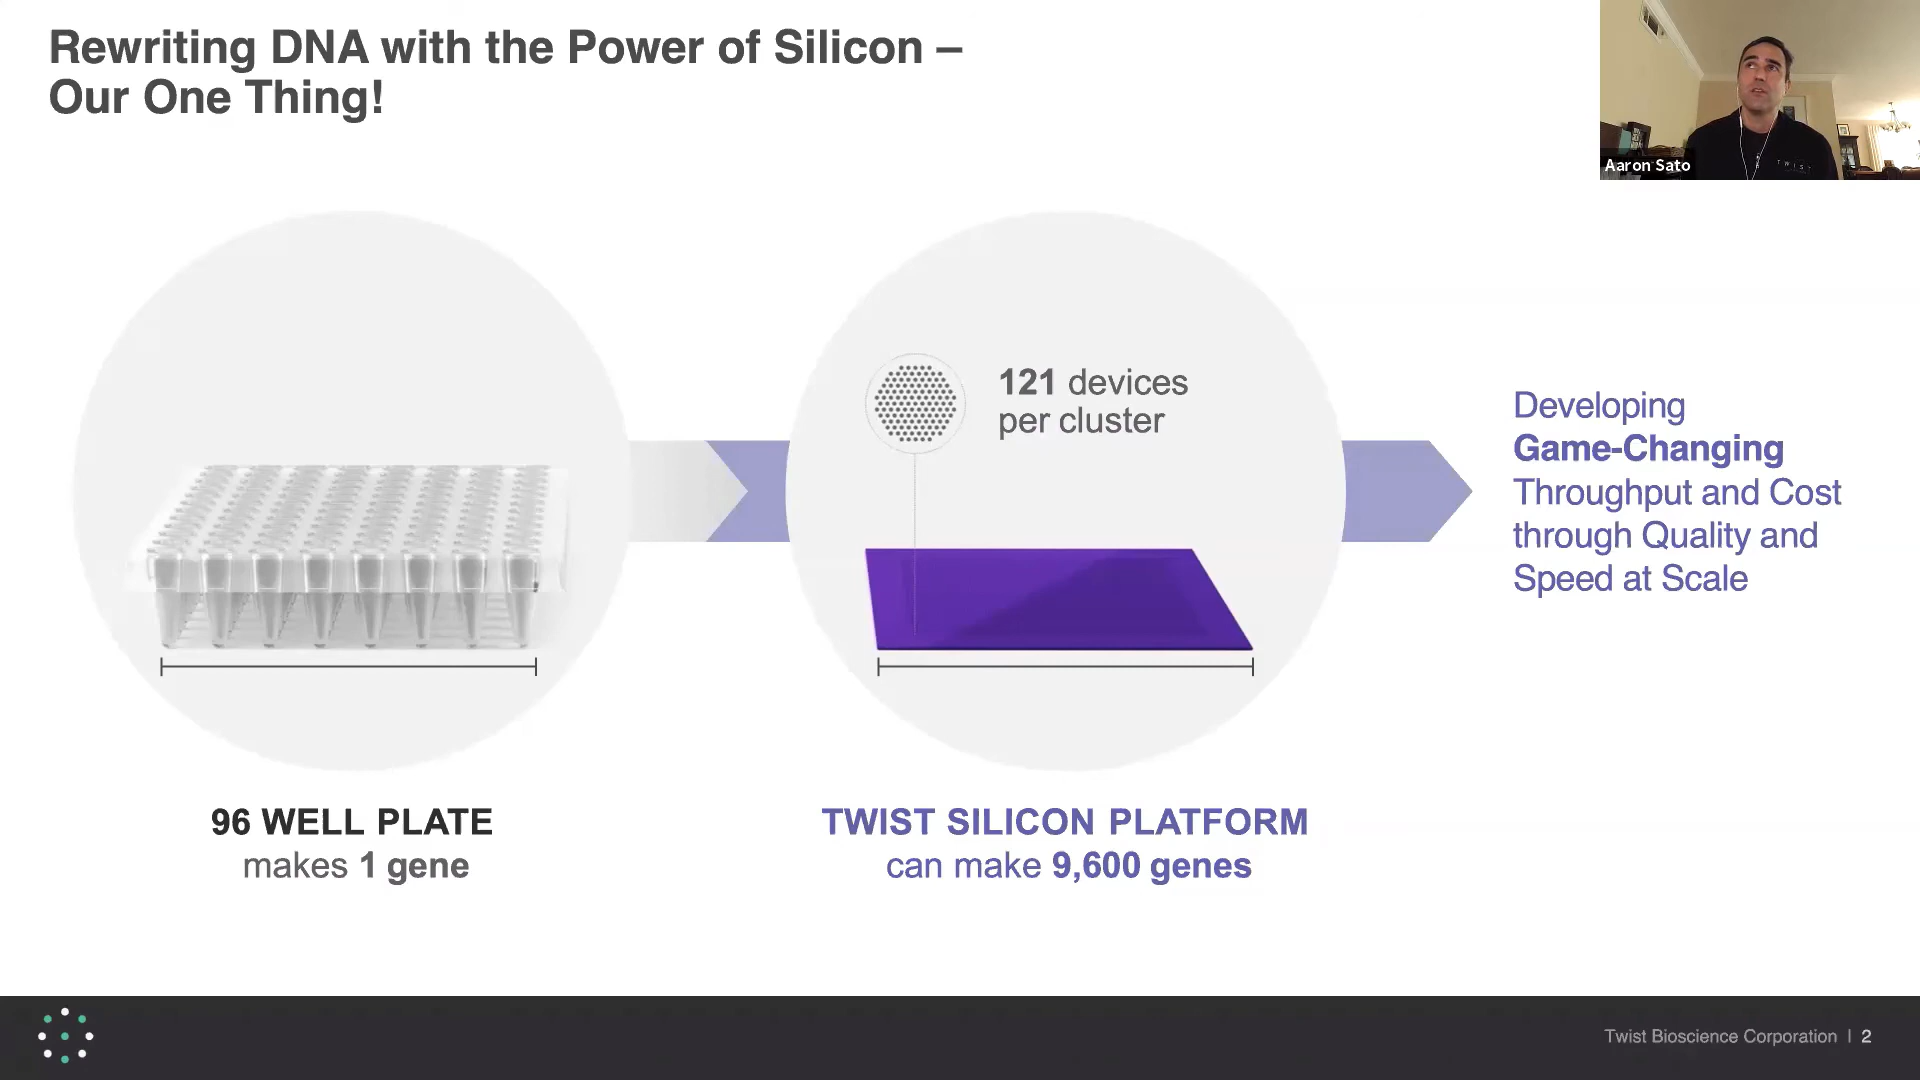 Rewriting DNA with the Power of Silicon –
Our One Thing!
Aaron Sato
TWIST
121 devices
per cluster
Developing
Game-Changing
Throughput and Cost
through Quality and
Speed at Scale
96 WELL PLATE
makes 1 gene
TWIST SILICON PLATFORM
can make 9,600 genes
Twist Bioscience Corporation | 2